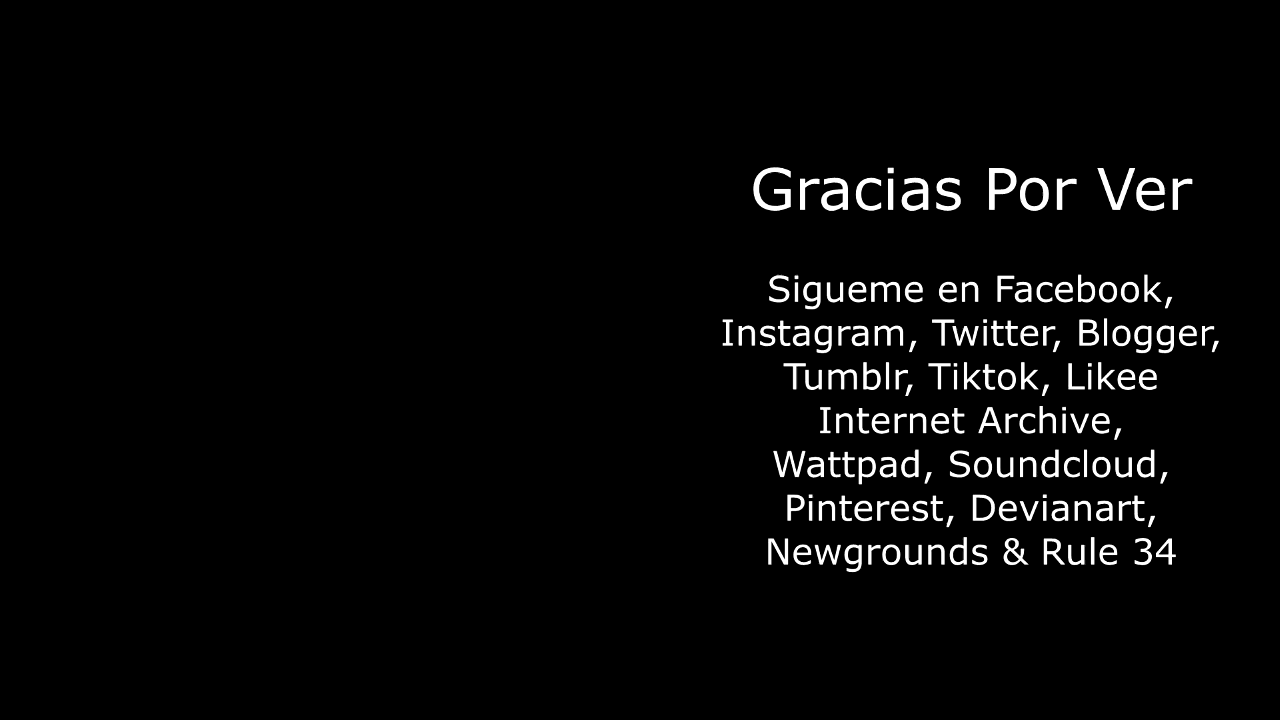 Gracias Por Ver
Sigueme en Facebook,
Instagram, Twitter, Blogger,
Tumblr, Tiktok, Likee
Internet Archive,
Wattpad, Soundcloud,
Pinterest, Devianart,
Newgrounds & Rule 34